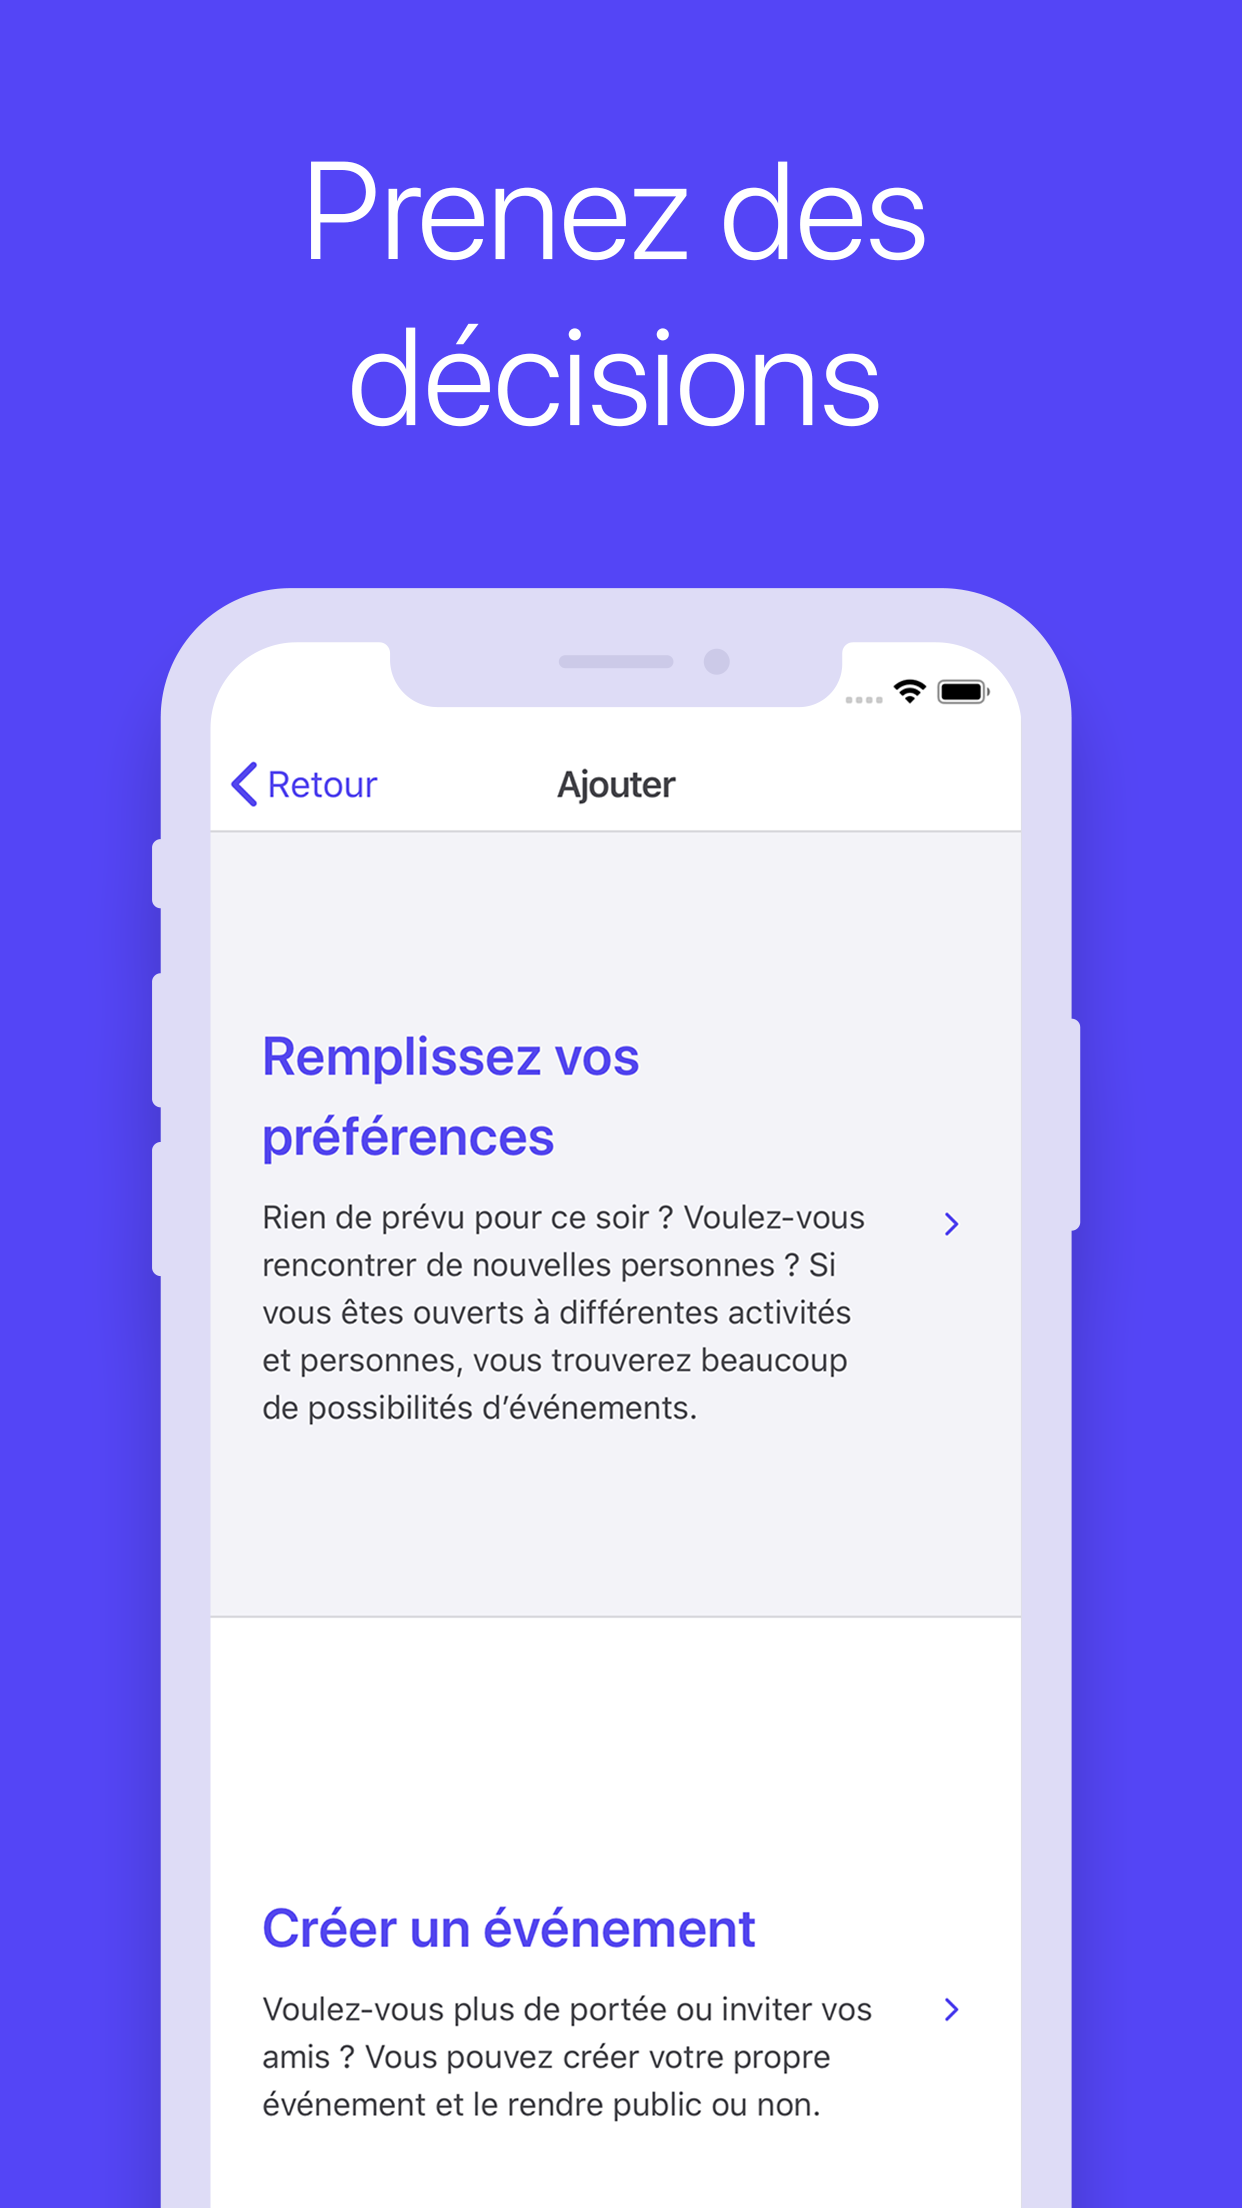 Prenez des
décisions
Retour
Ajouter
Remplissez vos
préférences
Rien de prévu pour ce soir ? Voulez-vous
rencontrer de nouvelles personnes ? Si
vous êtes ouverts à différentes activités
et personnes, vous trouverez beaucoup
de possibilités d’événements.
Créer un événement
Voulez-vous plus de portée ou inviter vos
amis ? Vous pouvez créer votre propre
événement et le rendre public ou non.